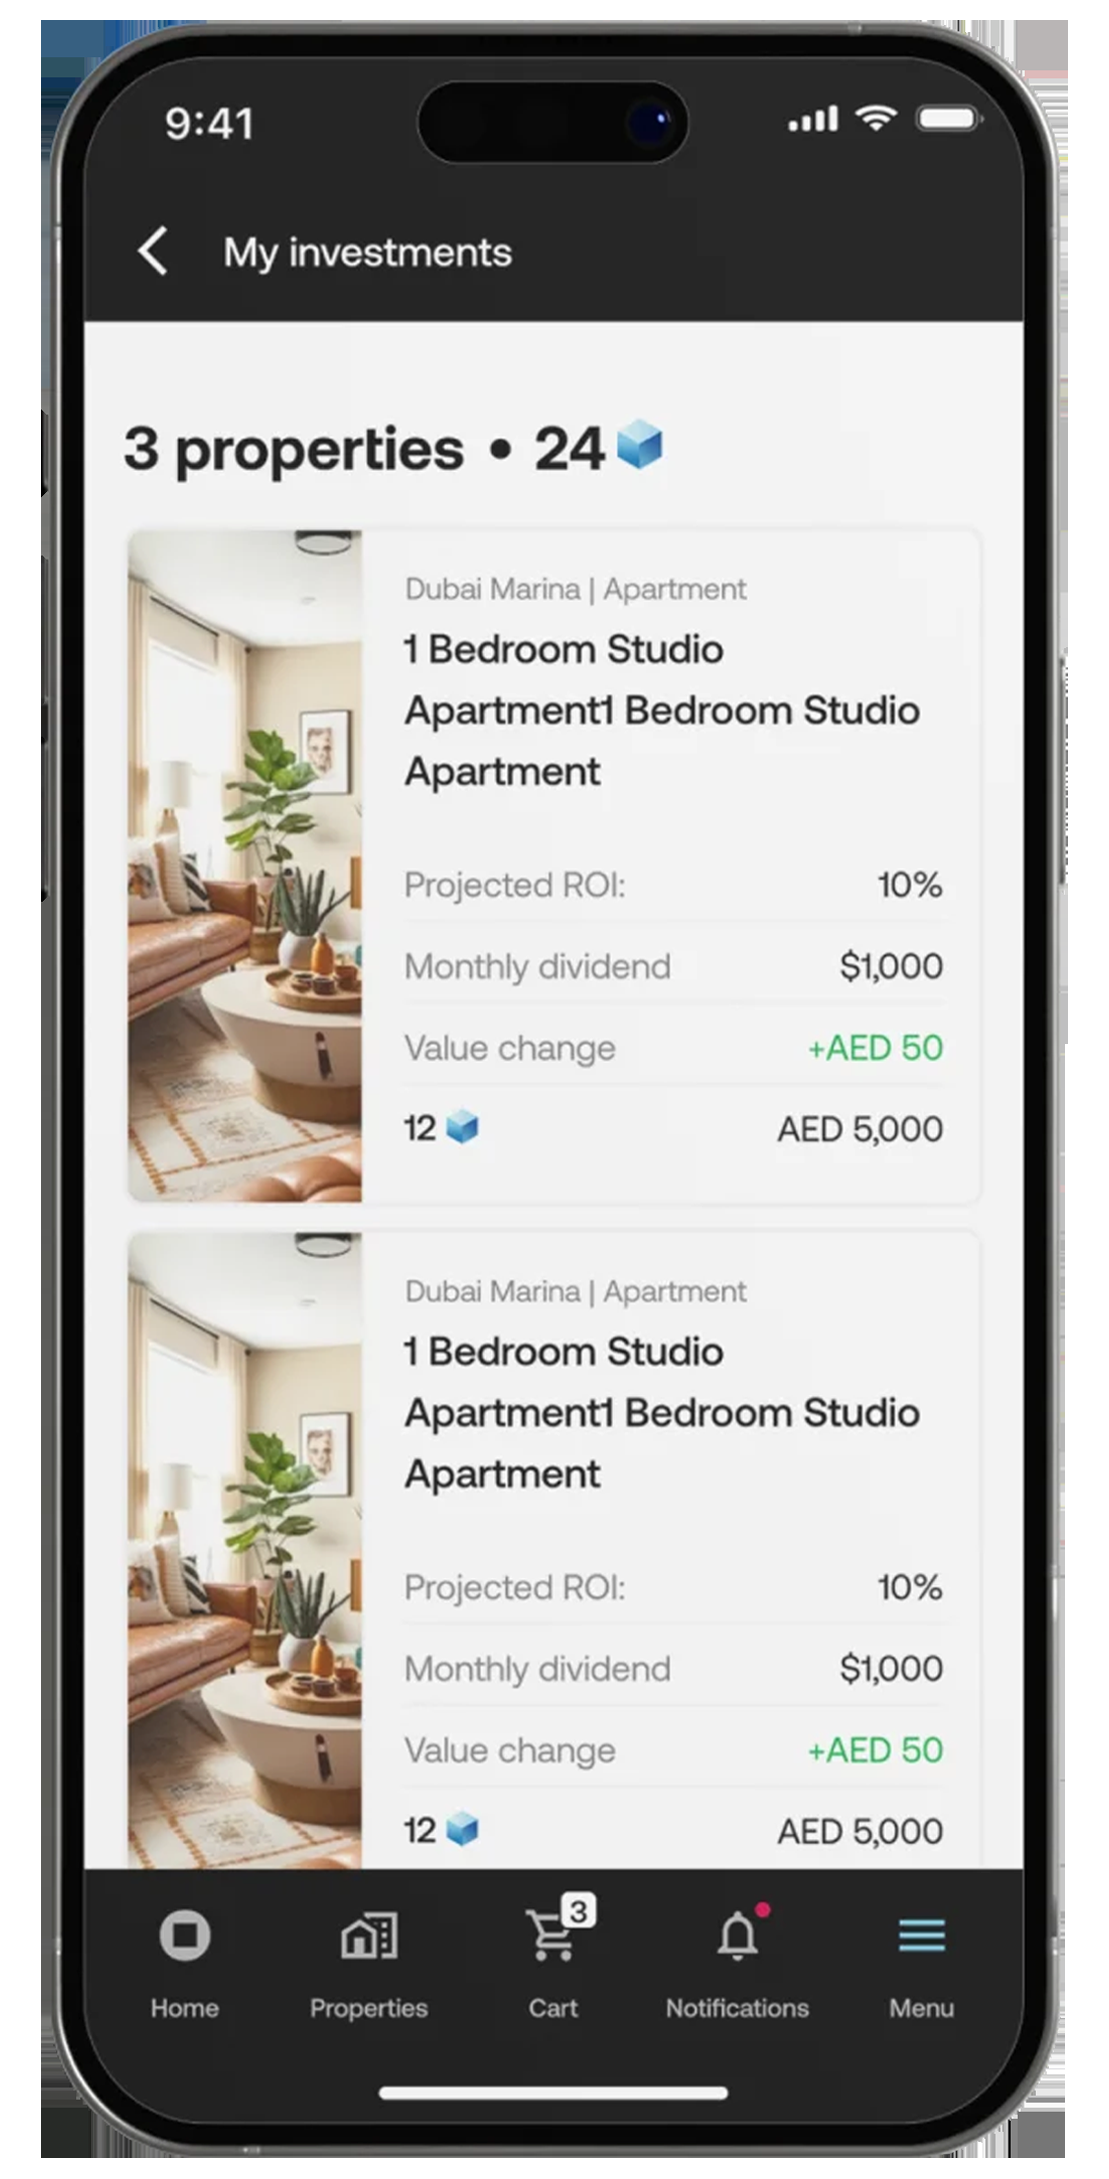 9:41
My investments
3 properties • 24
Dubai Marina | Apartment
1 Bedroom Studio
Apartment1 Bedroom Studio
Apartment
Projected ROI: 10%
Monthly dividend $1,000
Value change +AED 50
12 AED 5,000
Dubai Marina | Apartment
1 Bedroom Studio
Apartment1 Bedroom Studio
Apartment
Projected ROI: 10%
Monthly dividend $1,000
Value change +AED 50
12 AED 5,000
3
Home Properties Cart Notifications Menu